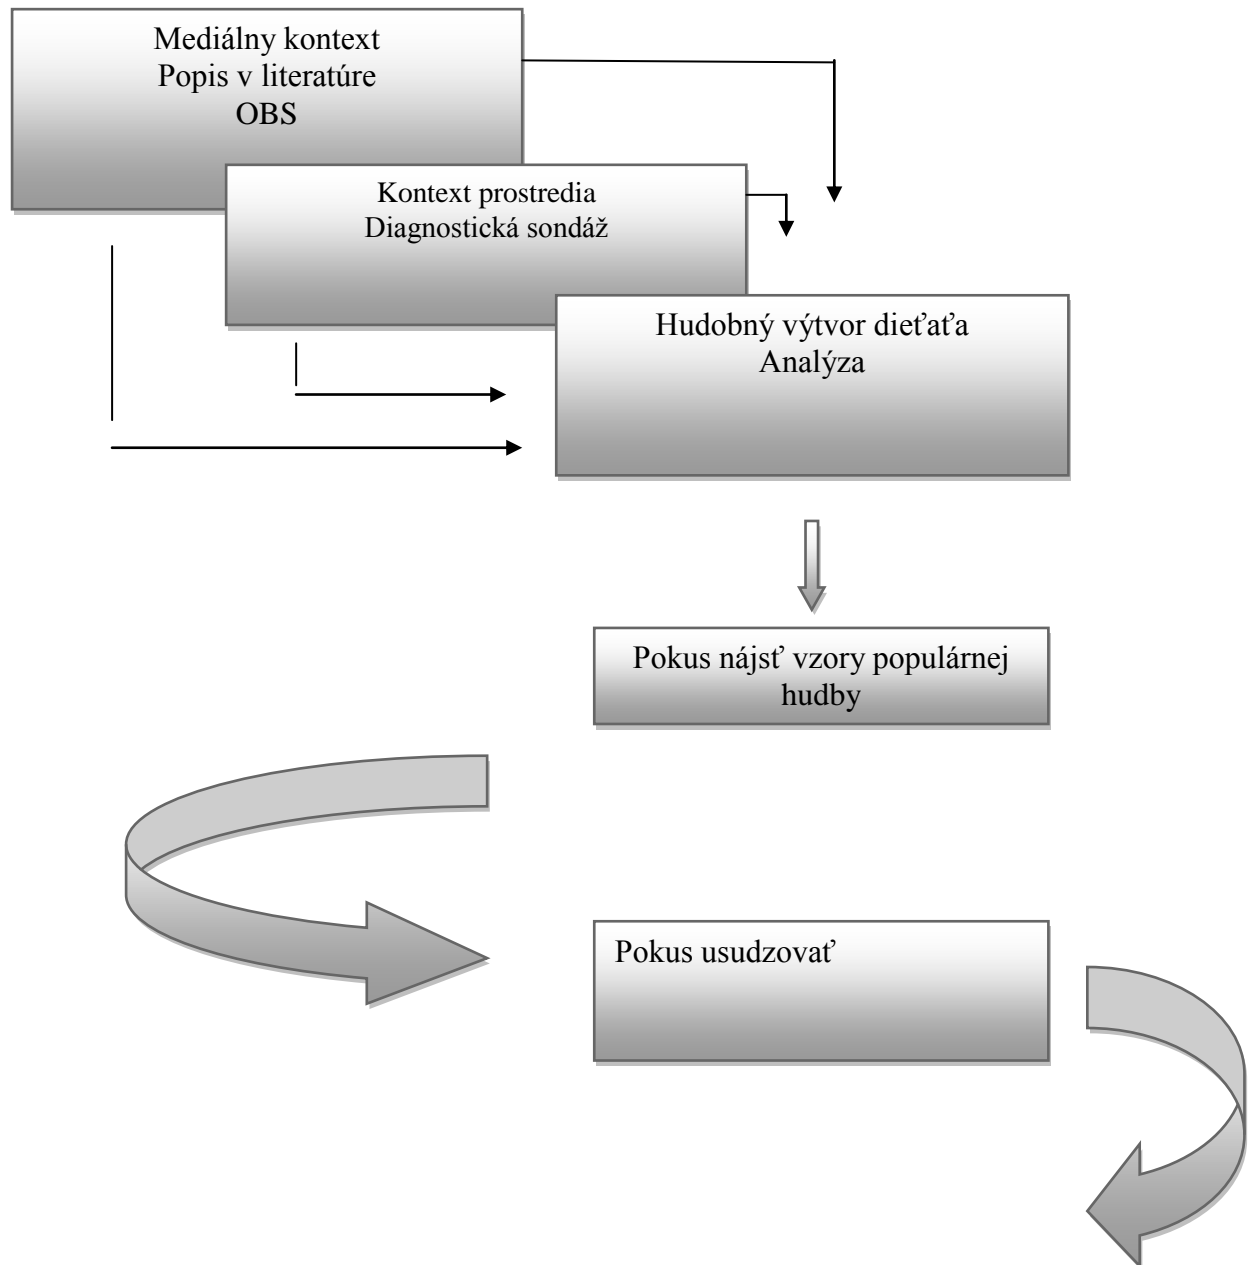 Mediálny kontext
Popis v literatúre
OBS
Kontext prostredia
Diagnostická sondáž
Hudobný výtvor dieťaťa
Analýza
Pokus nájsť vzory populárnej
hudby
Pokus usudzovať